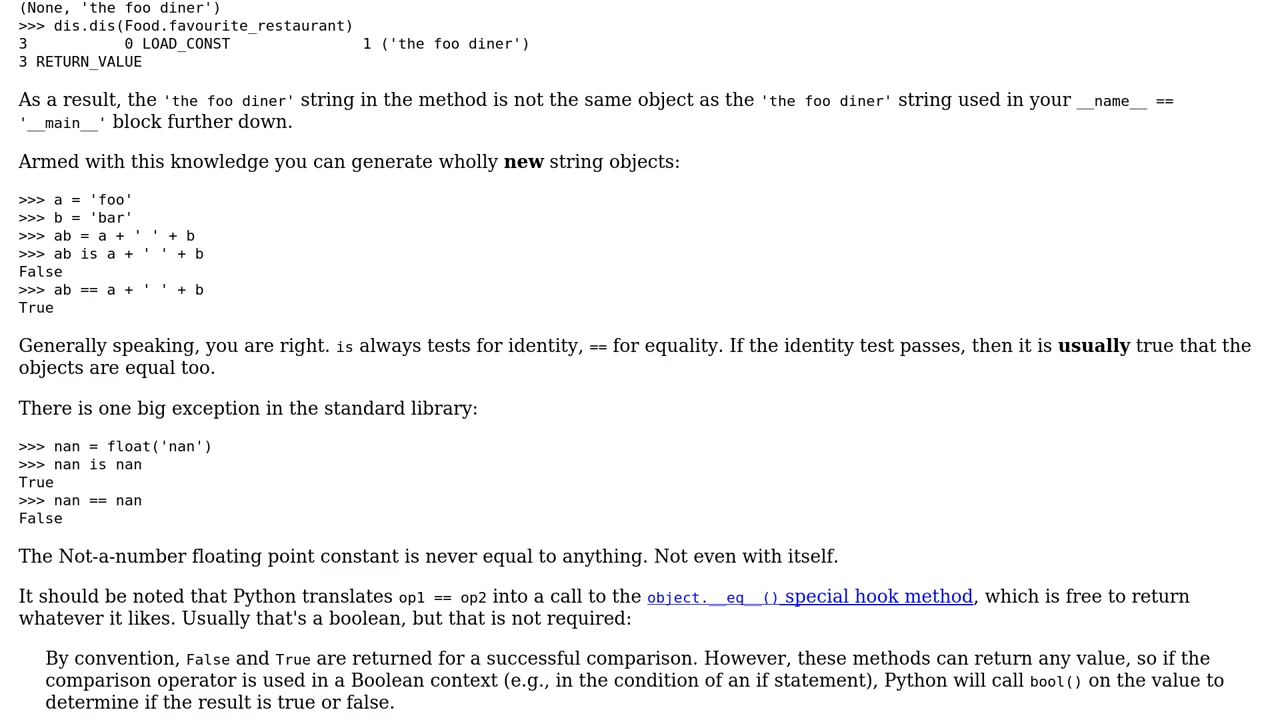 (None, 'the foo diner')
>>> dis.dis(Food.favourite_restaurant)
3           0 LOAD_CONST               1 ('the foo diner')
3 RETURN_VALUE
As a result, the 'the foo diner' string in the method is not the same object as the 'the foo diner' string used in your __name__ ==
'__main__' block further down.
Armed with this knowledge you can generate wholly new string objects:
>>> a = 'foo'
>>> b = 'bar'
>>> ab = a + ' ' + b
>>> ab is a + ' ' + b
False
>>> ab == a + ' ' + b
True
Generally speaking, you are right. is always tests for identity, == for equality. If the identity test passes, then it is usually true that the
objects are equal too.
There is one big exception in the standard library:
>>> nan = float('nan')
>>> nan is nan
True
>>> nan == nan
False
The Not-a-number floating point constant is never equal to anything. Not even with itself.
It should be noted that Python translates op1 == op2 into a call to the object.__eq__() special hook method, which is free to return
whatever it likes. Usually that's a boolean, but that is not required:
By convention, False and True are returned for a successful comparison. However, these methods can return any value, so if the
comparison operator is used in a Boolean context (e.g., in the condition of an if statement), Python will call bool() on the value to
determine if the result is true or false.